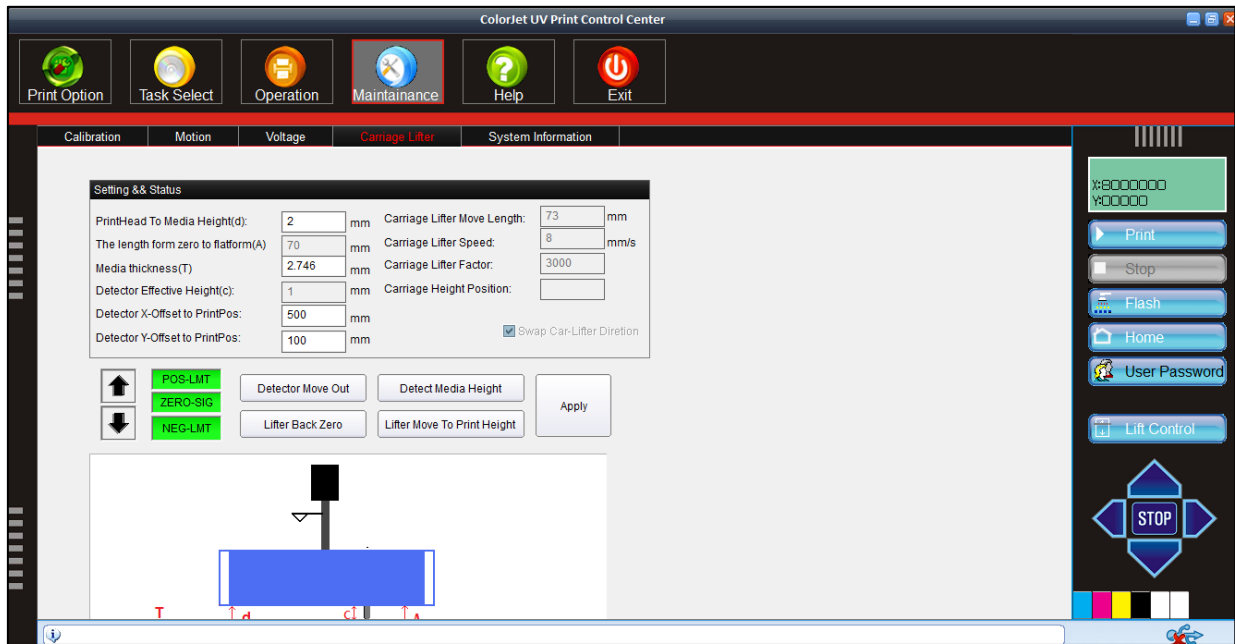 ColorJet UV Print Control Center
Print Option Task Select Operation Maintainance Help Exit
Calibration Motion Voltage Carriage Lifter System Information
Setting && Status
PrintHead To Media Height(d): 2 mm Carriage Lifter Move Length: 73 mm
The length form zero to flatform(A) 70 mm Carriage Lifter Speed: 8 mm/s
Media thickness(T) 2.746 mm Carriage Lifter Factor: 3000
Detector Effective Height(c): 1 mm Carriage Height Position:
Detector X-Offset to PrintPos: 500 mm
Swap Car-Lifter Diretion
Detector Y-Offset to PrintPos: 100 mm
POS-LMT
ZERO-SIG
NEG-LMT
Detector Move Out Detect Media Height
Lifter Back Zero Lifter Move To Print Height
Apply
T d c A
X:8000000
Y:00000
Print
Stop
Flash
Home
User Password
Lift Control
STOP